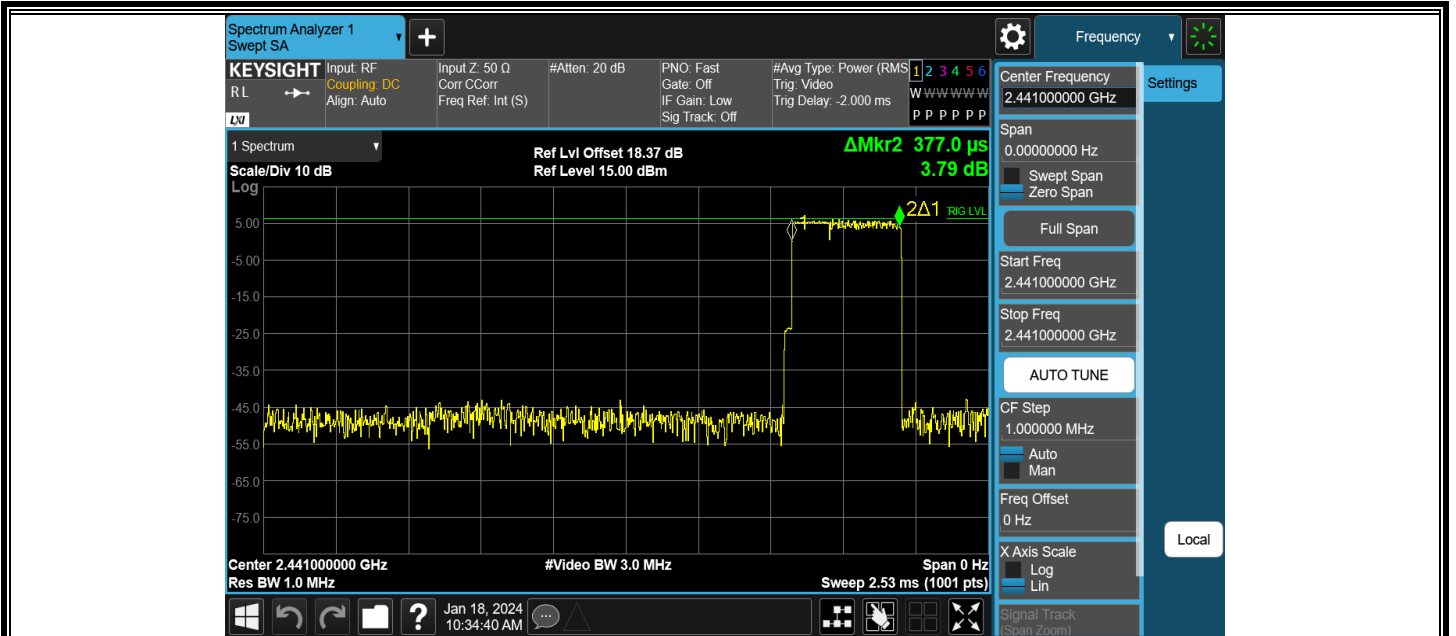 Spectrum Analyzer 1
Swept SA
+
Frequency
KEYSIGHT
R L
LXI
Input: RF
Coupling: DC
Align: Auto
Input Z: 50 Ω
Corr CCorr
Freq Ref: Int (S)
#Atten: 20 dB
PNO: Fast
Gate: Off
IF Gain: Low
Sig Track: Off
#Avg Type: Power (RMS
Trig: Video
Trig Delay: -2.000 ms
1 2 3 4 5 6
W W W W W W
P P P P P P
1 Spectrum
Scale/Div 10 dB
Ref Lvl Offset 18.37 dB
Ref Level 15.00 dBm
ΔMkr2 377.0 µs
3.79 dB
Log
5.00
-5.00
-15.0
-25.0
-35.0
-45.0
-55.0
-65.0
-75.0
1
2Δ1
TRIG LVL
Center 2.441000000 GHz
Res BW 1.0 MHz
#Video BW 3.0 MHz
Span 0 Hz
Sweep 2.53 ms (1001 pts)
Center Frequency
2.441000000 GHz
Span
0.00000000 Hz
Swept Span
Zero Span
Full Span
Start Freq
2.441000000 GHz
Stop Freq
2.441000000 GHz
AUTO TUNE
CF Step
1.000000 MHz
Auto
Man
Freq Offset
0 Hz
X Axis Scale
Log
Lin
Signal Track
(Span Zoom)
Settings
Local
?
Jan 18, 2024
10:34:40 AM